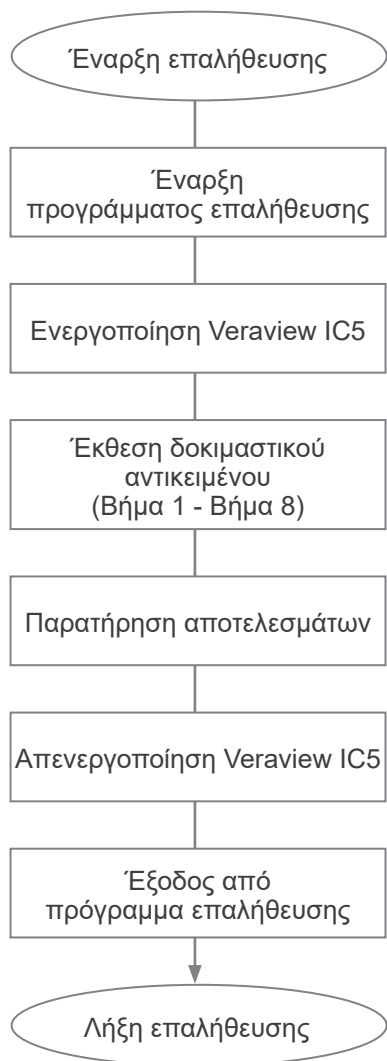 Έναρξη επαλήθευσης
Έναρξη
προγράμματος επαλήθευσης
Ενεργοποίηση Veraview IC5
Έκθεση δοκιμαστικού
αντικειμένου
(Βήμα 1 - Βήμα 8)
Παρατήρηση αποτελεσμάτων
Απενεργοποίηση Veraview IC5
Έξοδος από
πρόγραμμα επαλήθευσης
Λήξη επαλήθευσης